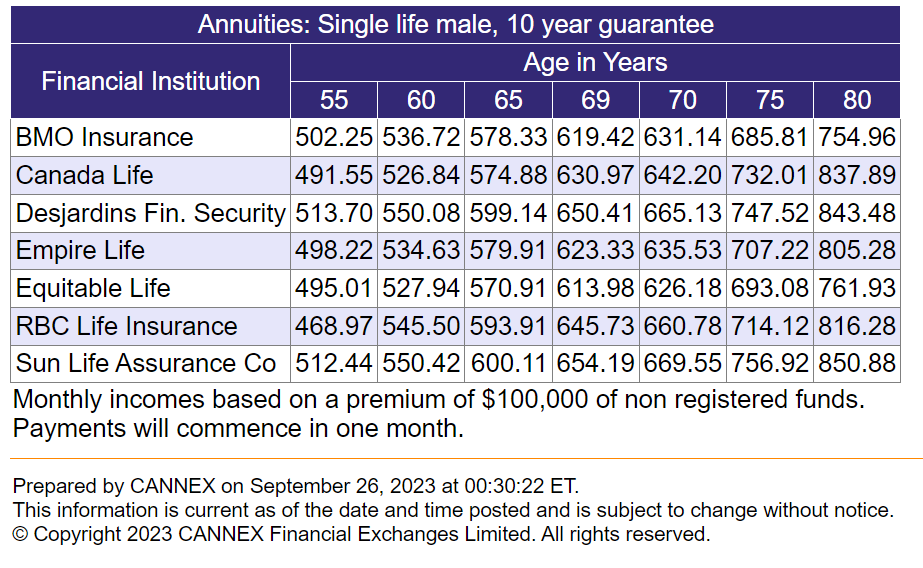 Annuities: Single life male, 10 year guarantee
Financial Institution Age in Years
55 60 65 69 70 75 80
BMO Insurance 502.25 536.72 578.33 619.42 631.14 685.81 754.96
Canada Life 491.55 526.84 574.88 630.97 642.20 732.01 837.89
Desjardins Fin. Security 513.70 550.08 599.14 650.41 665.13 747.52 843.48
Empire Life 498.22 534.63 579.91 623.33 635.53 707.22 805.28
Equitable Life 495.01 527.94 570.91 613.98 626.18 693.08 761.93
RBC Life Insurance 468.97 545.50 593.91 645.73 660.78 714.12 816.28
Sun Life Assurance Co 512.44 550.42 600.11 654.19 669.55 756.92 850.88
Monthly incomes based on a premium of $100,000 of non registered funds.
Payments will commence in one month.
Prepared by CANNEX on September 26, 2023 at 00:30:22 ET.
This information is current as of the date and time posted and is subject to change without notice.
© Copyright 2023 CANNEX Financial Exchanges Limited. All rights reserved.